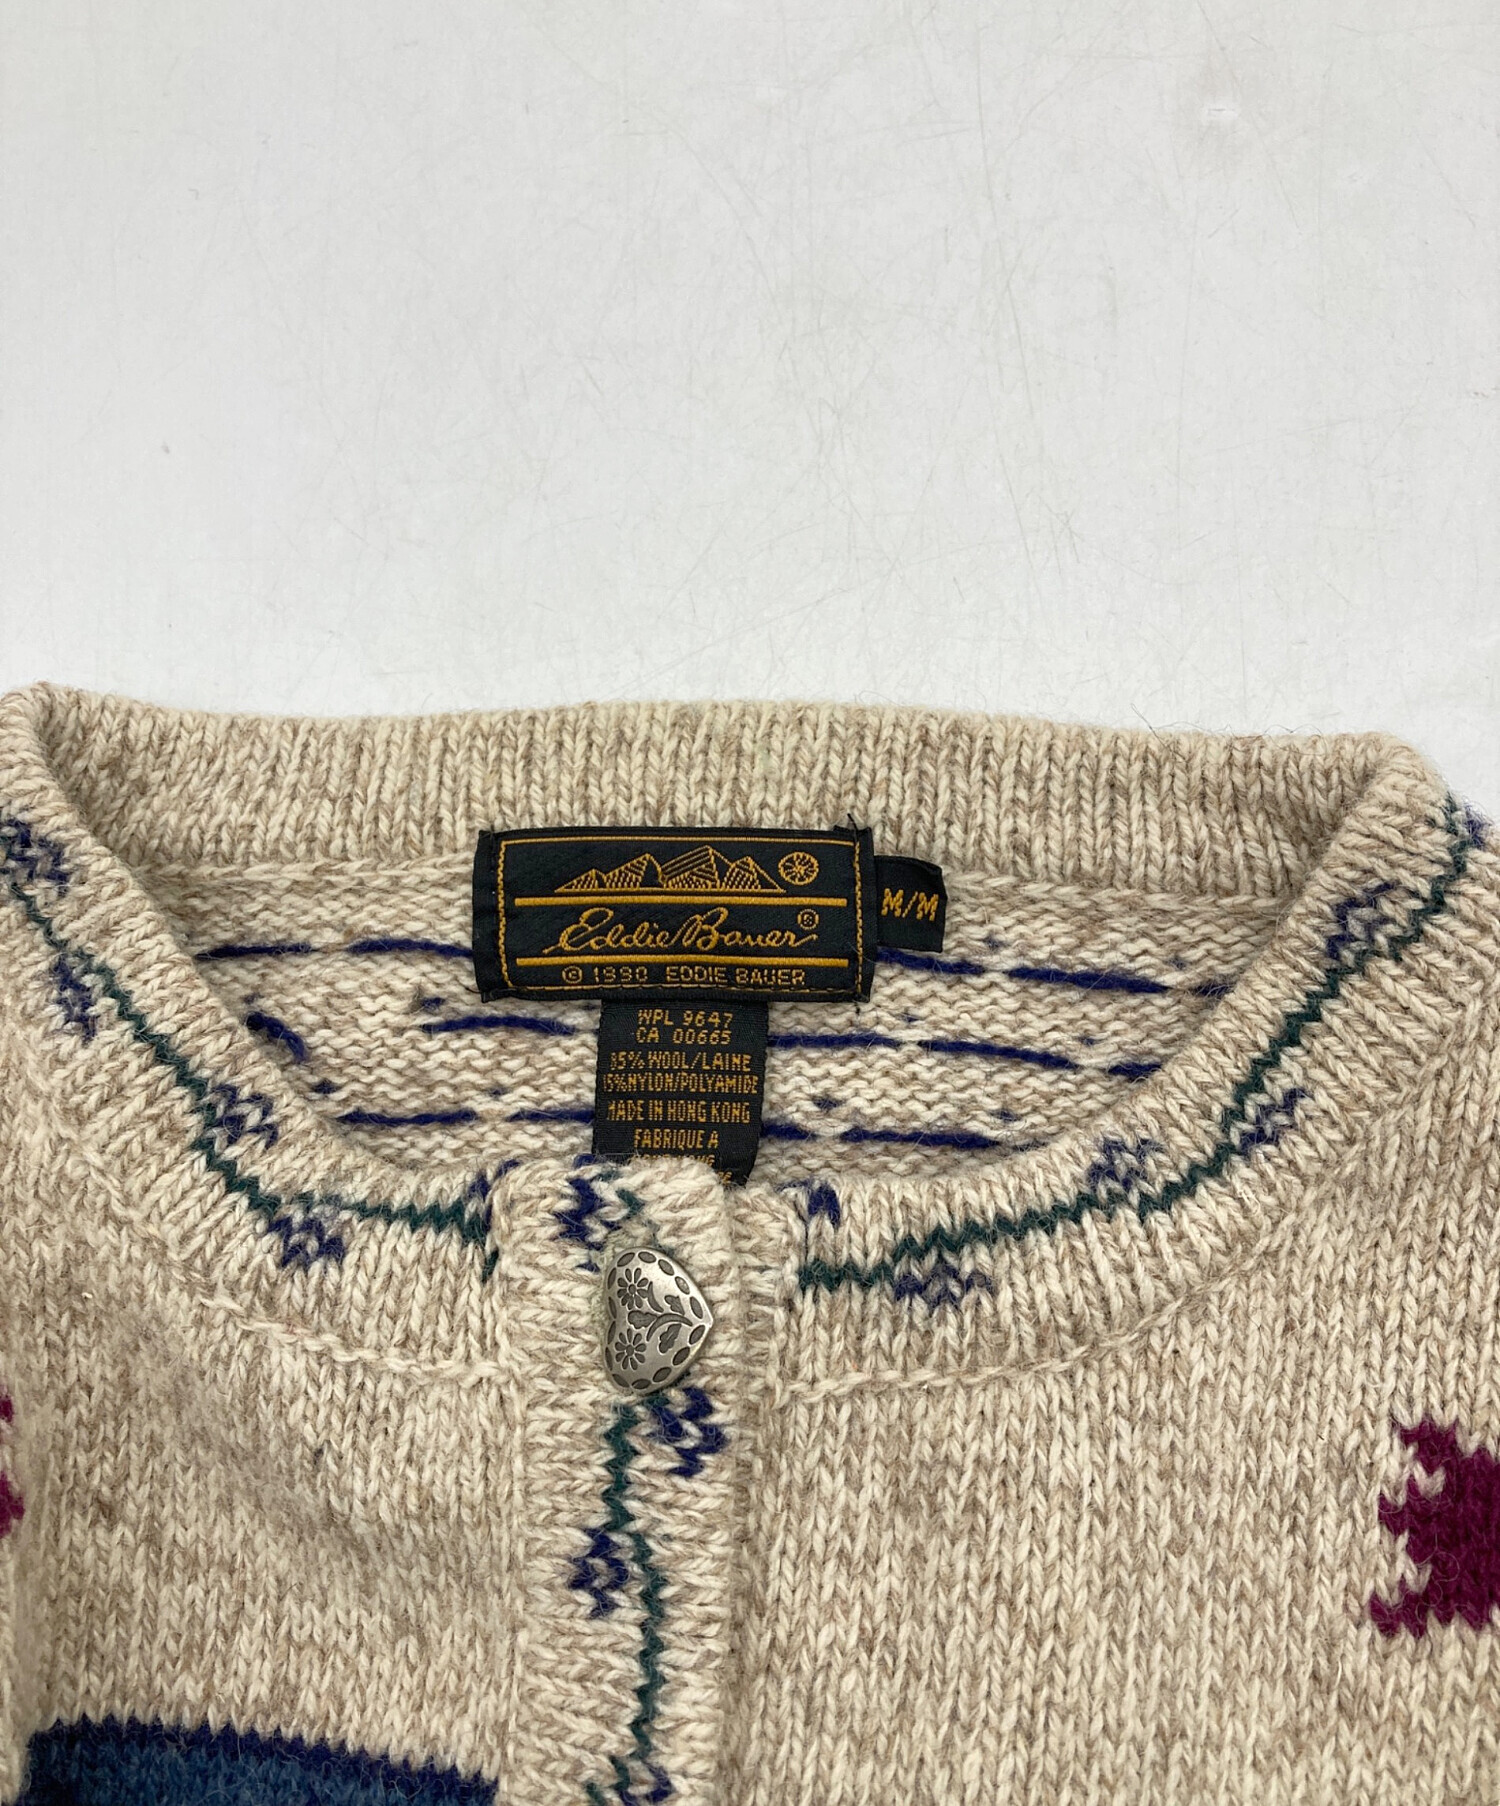 Eddie Bauer®
© 1990 EDDIE BAUER
M/M
WPL 9647
CA 00665
85% WOOL/LAINE
15% NYLON/POLYAMIDE
MADE IN HONG KONG
FABRIQUE A